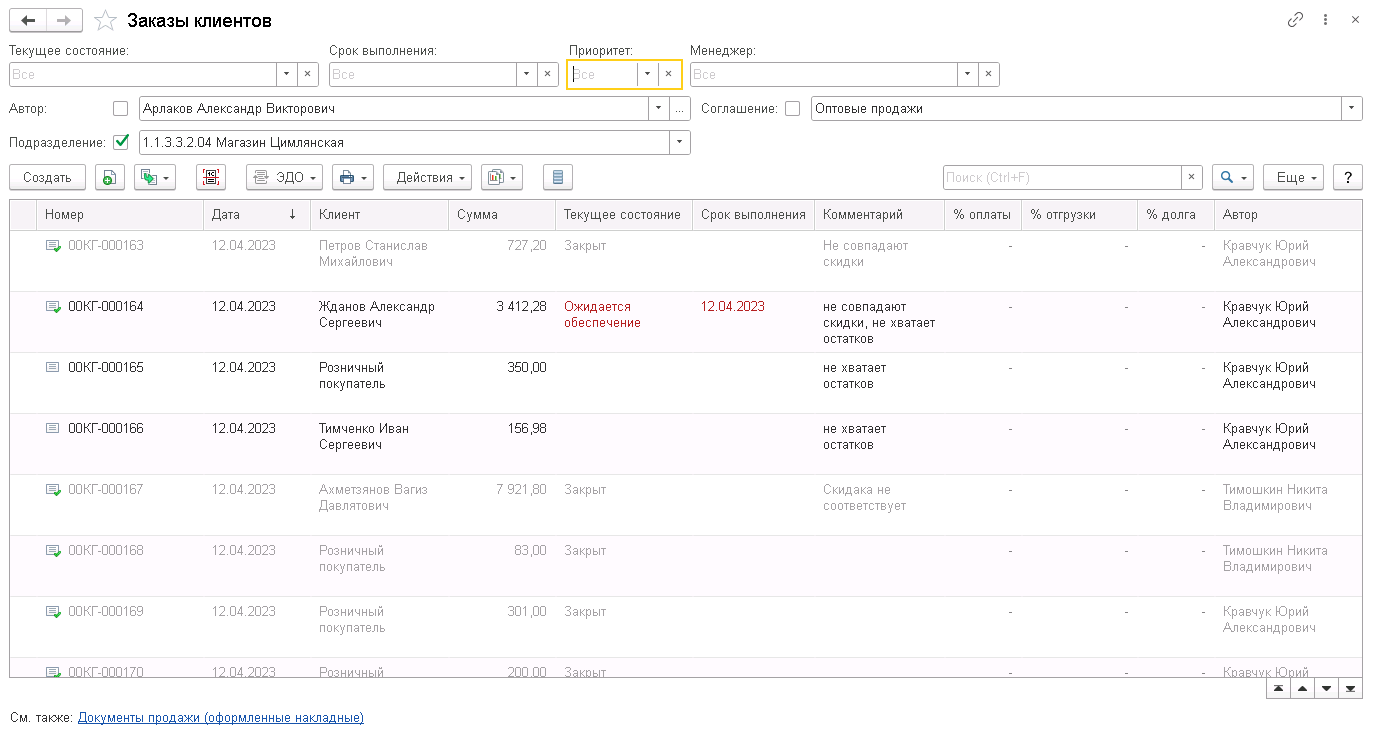 Заказы клиентов
Текущее состояние: Срок выполнения: Приоритет: Менеджер:
Все Все Все Все
Автор: Арлаков Александр Викторович ... Соглашение: Оптовые продажи
Подразделение: 1.1.3.3.2.04 Магазин Цимлянская
Создать ЭДО Действия Поиск (Ctrl+F) × Еще ?
Номер Дата ↓ Клиент Сумма Текущее состояние Срок выполнения Комментарий % оплаты % отгрузки % долга Автор
00КГ-000163 12.04.2023 Петров Станислав 727,20 Закрыт Не совпадают - - - Кравчук Юрий
Михайлович скидки Александрович
00КГ-000164 12.04.2023 Жданов Александр 3 412,28 Ожидается 12.04.2023 не совпадают - - - Кравчук Юрий
Сергеевич обеспечение скидки, не хватает Александрович
остатков
00КГ-000165 12.04.2023 Розничный 350,00 не хватает - - - Кравчук Юрий
покупатель остатков Александрович
00КГ-000166 12.04.2023 Тимченко Иван 156,98 не хватает - - - Кравчук Юрий
Сергеевич остатков Александрович
00КГ-000167 12.04.2023 Ахметзянов Вагиз 7 921,80 Закрыт Скидака не - - - Тимошкин Никита
Давлятович соответствует Владимирович
00КГ-000168 12.04.2023 Розничный 83,00 Закрыт - - - Тимошкин Никита
покупатель Владимирович
00КГ-000169 12.04.2023 Розничный 301,00 Закрыт - - - Кравчук Юрий
покупатель Александрович
00КГ-000170 12.04.2023 Розничный 200,00 Закрыт - - - Кравчук Юрий
См. также: Документы продажи (оформленные накладные)